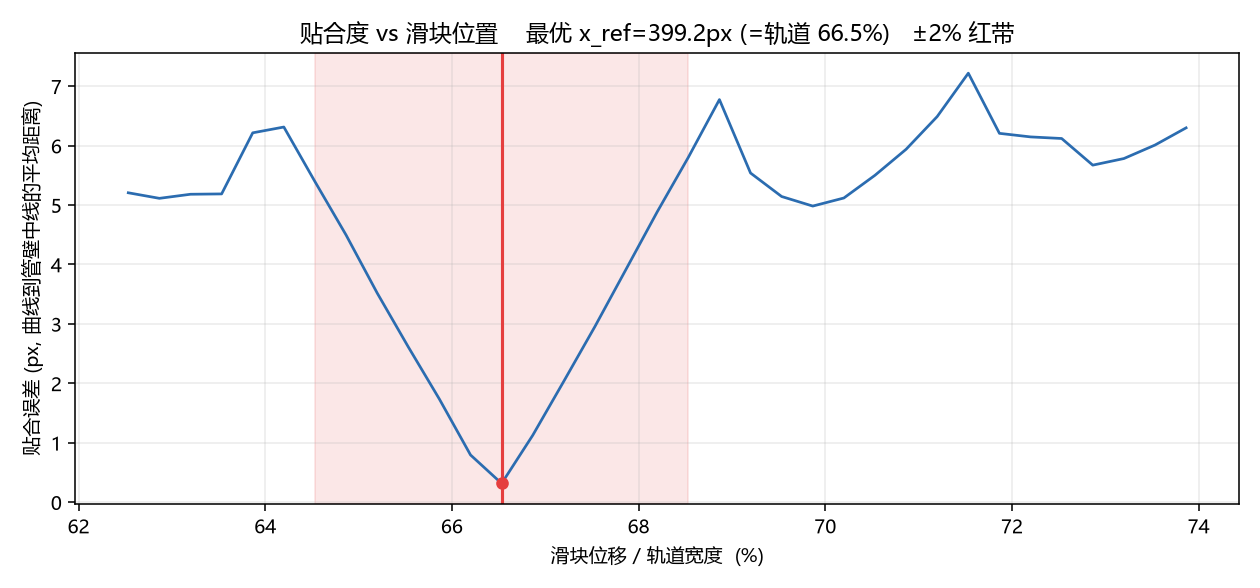 贴合度 vs 滑块位置 最优 x_ref=399.2px (=轨道 66.5%) ±2% 红带
贴合误差 (px, 曲线到管壁中线的平均距离)
7
6
5
4
3
2
1
0
62 64 66 68 70 72 74
滑块位移 / 轨道宽度 (%)